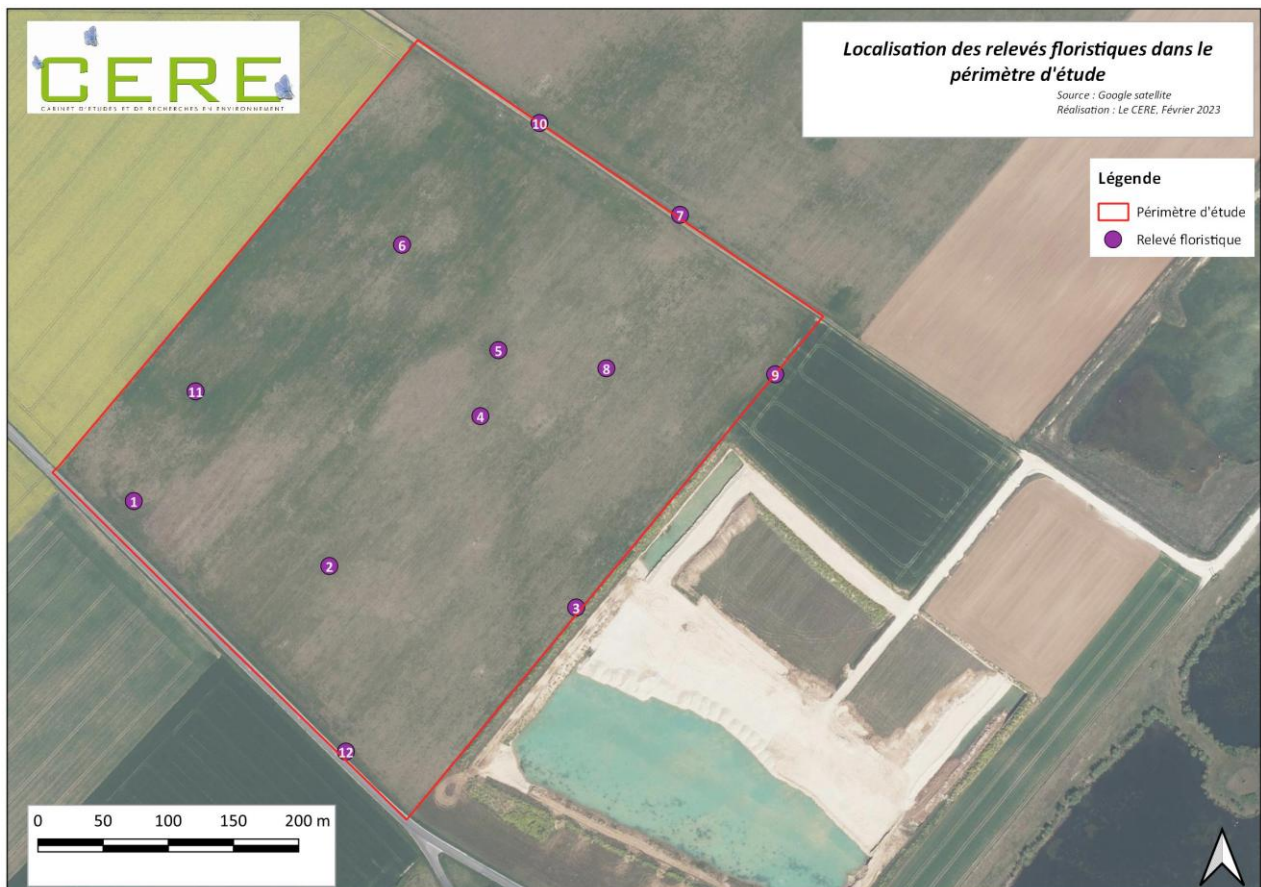 CERE
CABINET D'ÉTUDES ET DE RECHERCHES EN ENVIRONNEMENT
Localisation des relevés floristiques dans le
périmètre d'étude
Source : Google satellite
Réalisation : Le CERE, Février 2023
Légende
Périmètre d'étude
Relevé floristique
10
7
6
5
8
9
11
4
1
2
3
12
0 50 100 150 200 m